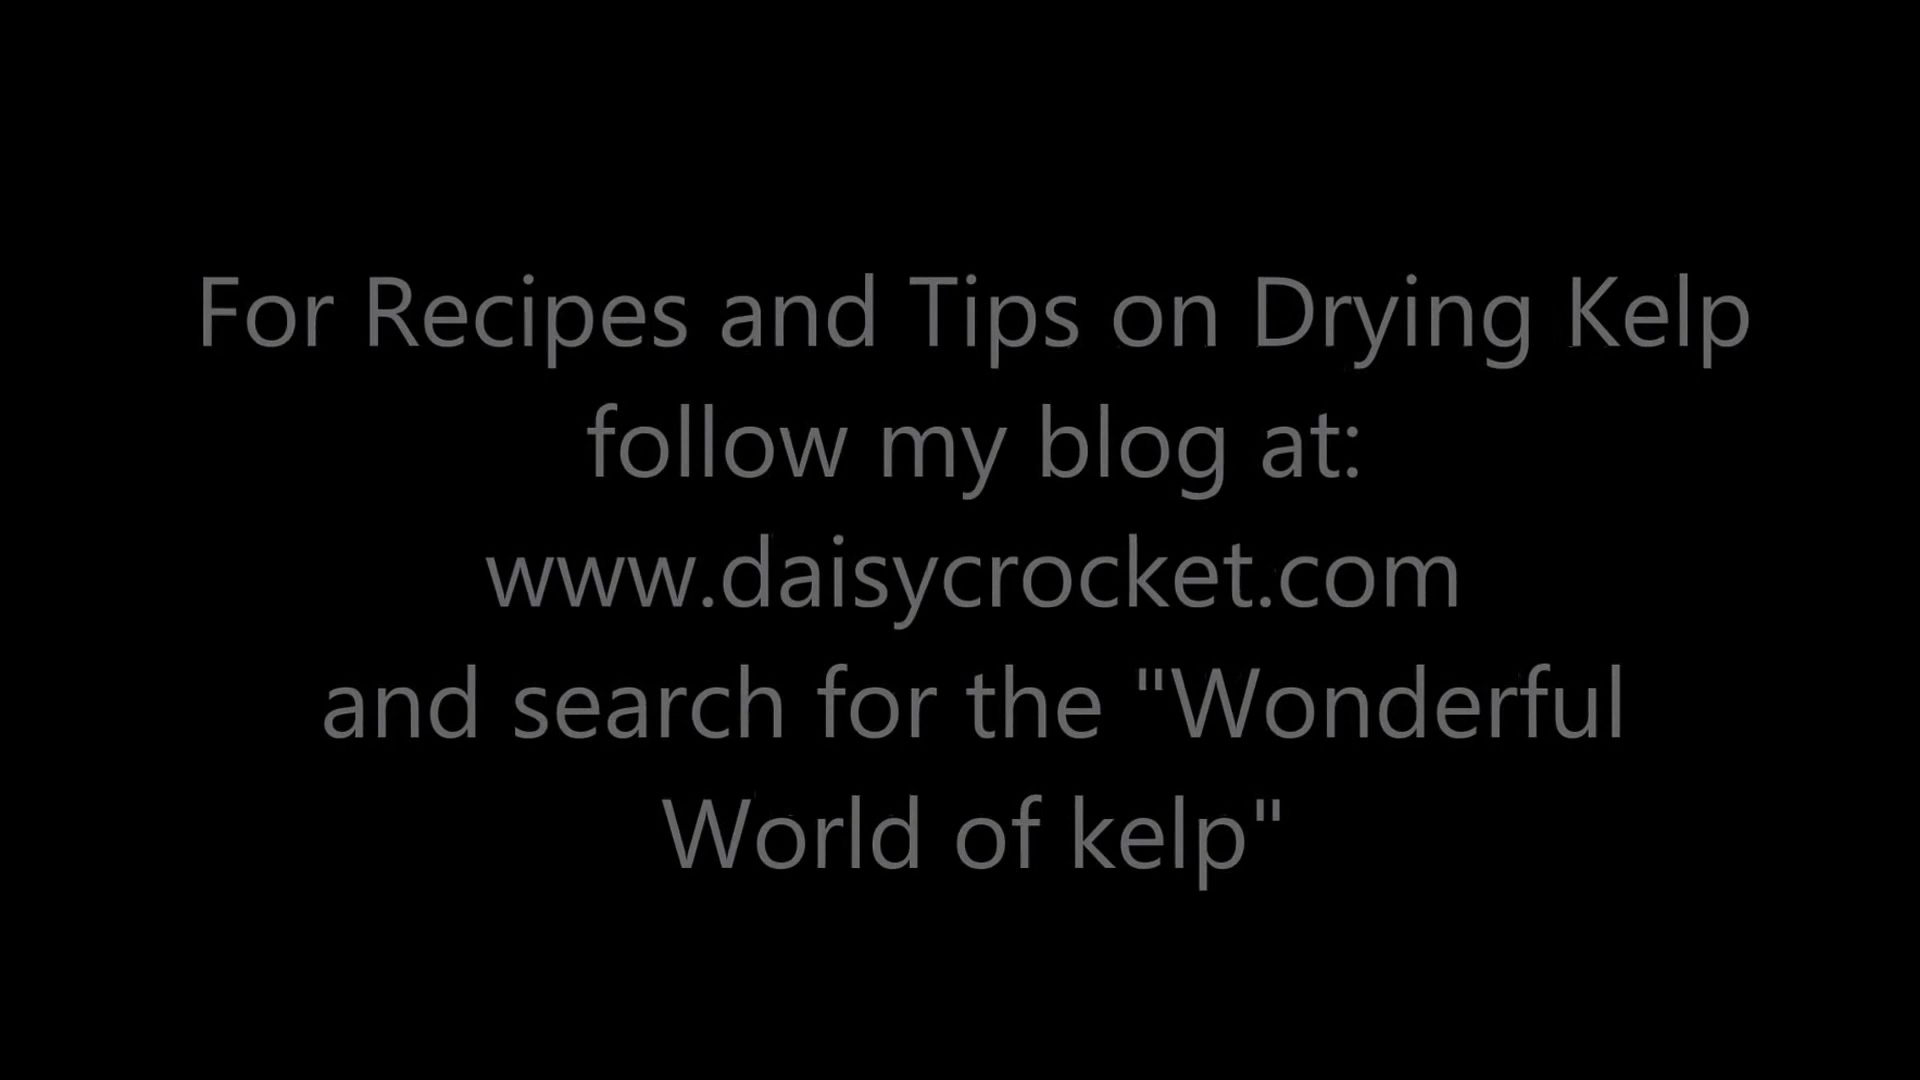 For Recipes and Tips on Drying Kelp
follow my blog at:
www.daisycrocket.com
and search for the "Wonderful
World of kelp"